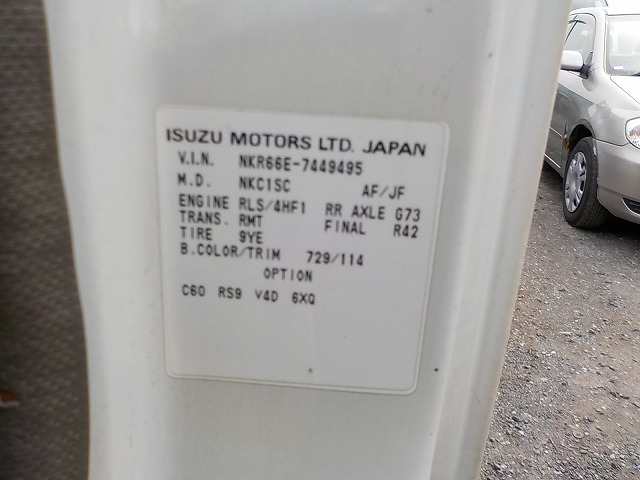 ISUZU MOTORS LTD. JAPAN
V.I.N. NKR66E-7449495
M.D. NKC1SC AF/JF
ENGINE RLS/4HF1 RR AXLE G73
TRANS. RMT FINAL R42
TIRE 9YE
B.COLOR/TRIM 729/114
OPTION
C60 RS9 V4D 6XQ